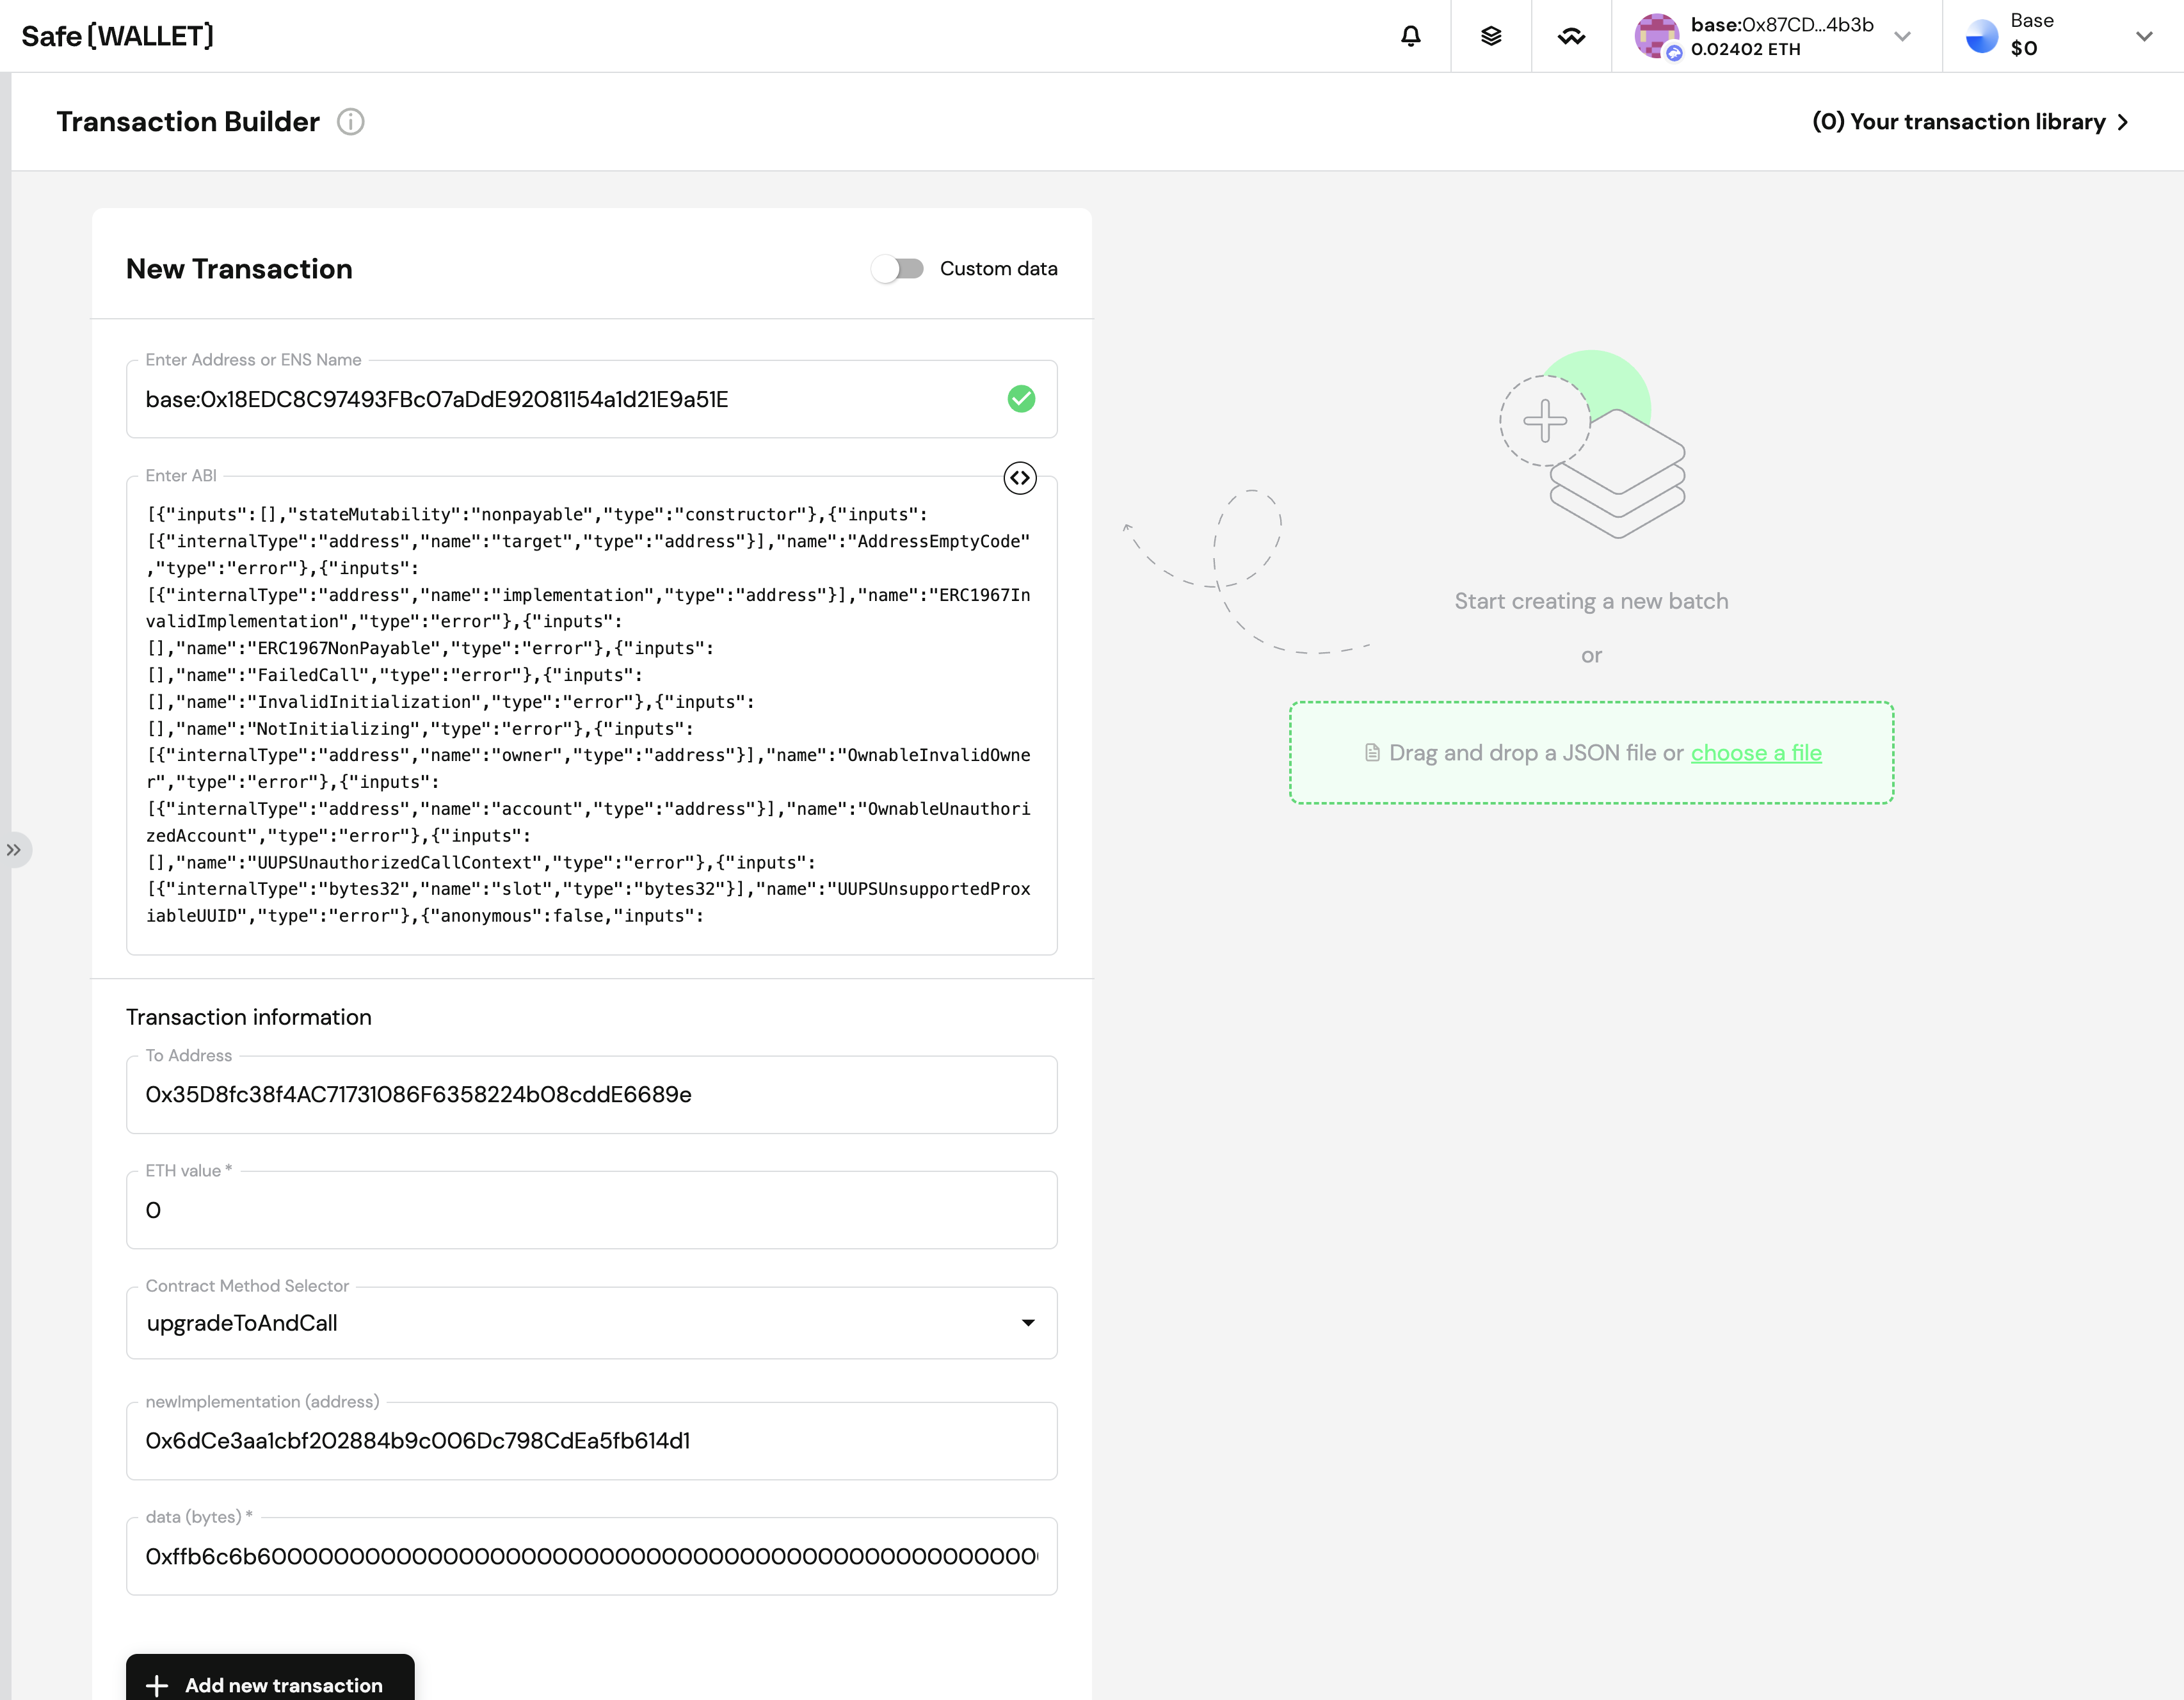 Safe{WALLET}
base:0x87CD...4b3b
0.02402 ETH
Base
$0
Transaction Builder
(0) Your transaction library
New Transaction
Custom data
Enter Address or ENS Name
base:0x18EDC8C97493FBc07aDdE92081154a1d21E9a51E
Enter ABI
[{"inputs":[],"stateMutability":"nonpayable","type":"constructor"},{"inputs":
[{"internalType":"address","name":"target","type":"address"}],"name":"AddressEmptyCode"
,"type":"error"},{"inputs":
[{"internalType":"address","name":"implementation","type":"address"}],"name":"ERC1967In
validImplementation","type":"error"},{"inputs":
[],"name":"ERC1967NonPayable","type":"error"},{"inputs":
[],"name":"FailedCall","type":"error"},{"inputs":
[],"name":"InvalidInitialization","type":"error"},{"inputs":
[],"name":"NotInitializing","type":"error"},{"inputs":
[{"internalType":"address","name":"owner","type":"address"}],"name":"OwnableInvalidOwne
r","type":"error"},{"inputs":
[{"internalType":"address","name":"account","type":"address"}],"name":"OwnableUnauthori
zedAccount","type":"error"},{"inputs":
[],"name":"UUPSUnauthorizedCallContext","type":"error"},{"inputs":
[{"internalType":"bytes32","name":"slot","type":"bytes32"}],"name":"UUPSUnsupportedProx
iableUUID","type":"error"},{"anonymous":false,"inputs":
Transaction information
To Address
0x35D8fc38f4AC71731086F6358224b08cddE6689e
ETH value *
0
Contract Method Selector
upgradeToAndCall
newImplementation (address)
0x6dCe3aa1cbf202884b9c006Dc798CdEa5fb614d1
data (bytes) *
Add new transaction
Start creating a new batch
or
Drag and drop a JSON file or choose a file